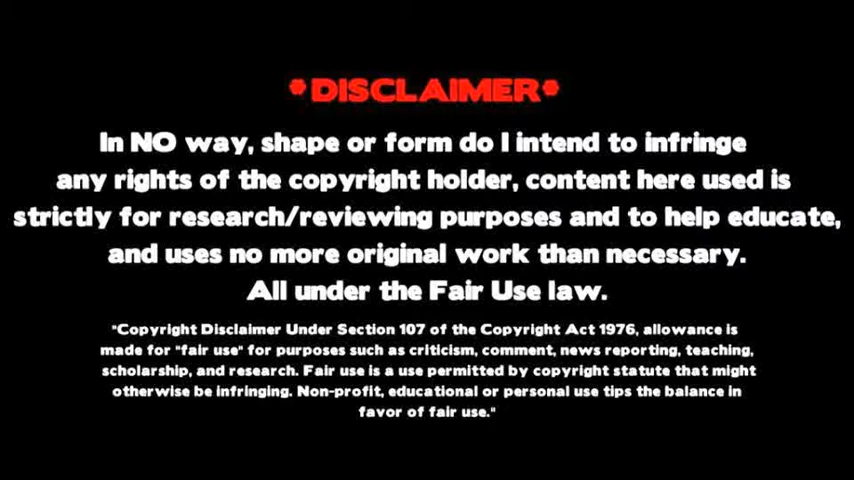 *DISCLAIMER*
In NO way, shape or form do I intend to infringe
any rights of the copyright holder, content here used is
strictly for research/reviewing purposes and to help educate,
and uses no more original work than necessary.
All under the Fair Use law.
"Copyright Disclaimer Under Section 107 of the Copyright Act 1976, allowance is
made for "fair use" for purposes such as criticism, comment, news reporting, teaching,
scholarship, and research. Fair use is a use permitted by copyright statute that might
otherwise be infringing. Non-profit, educational or personal use tips the balance in
favor of fair use."